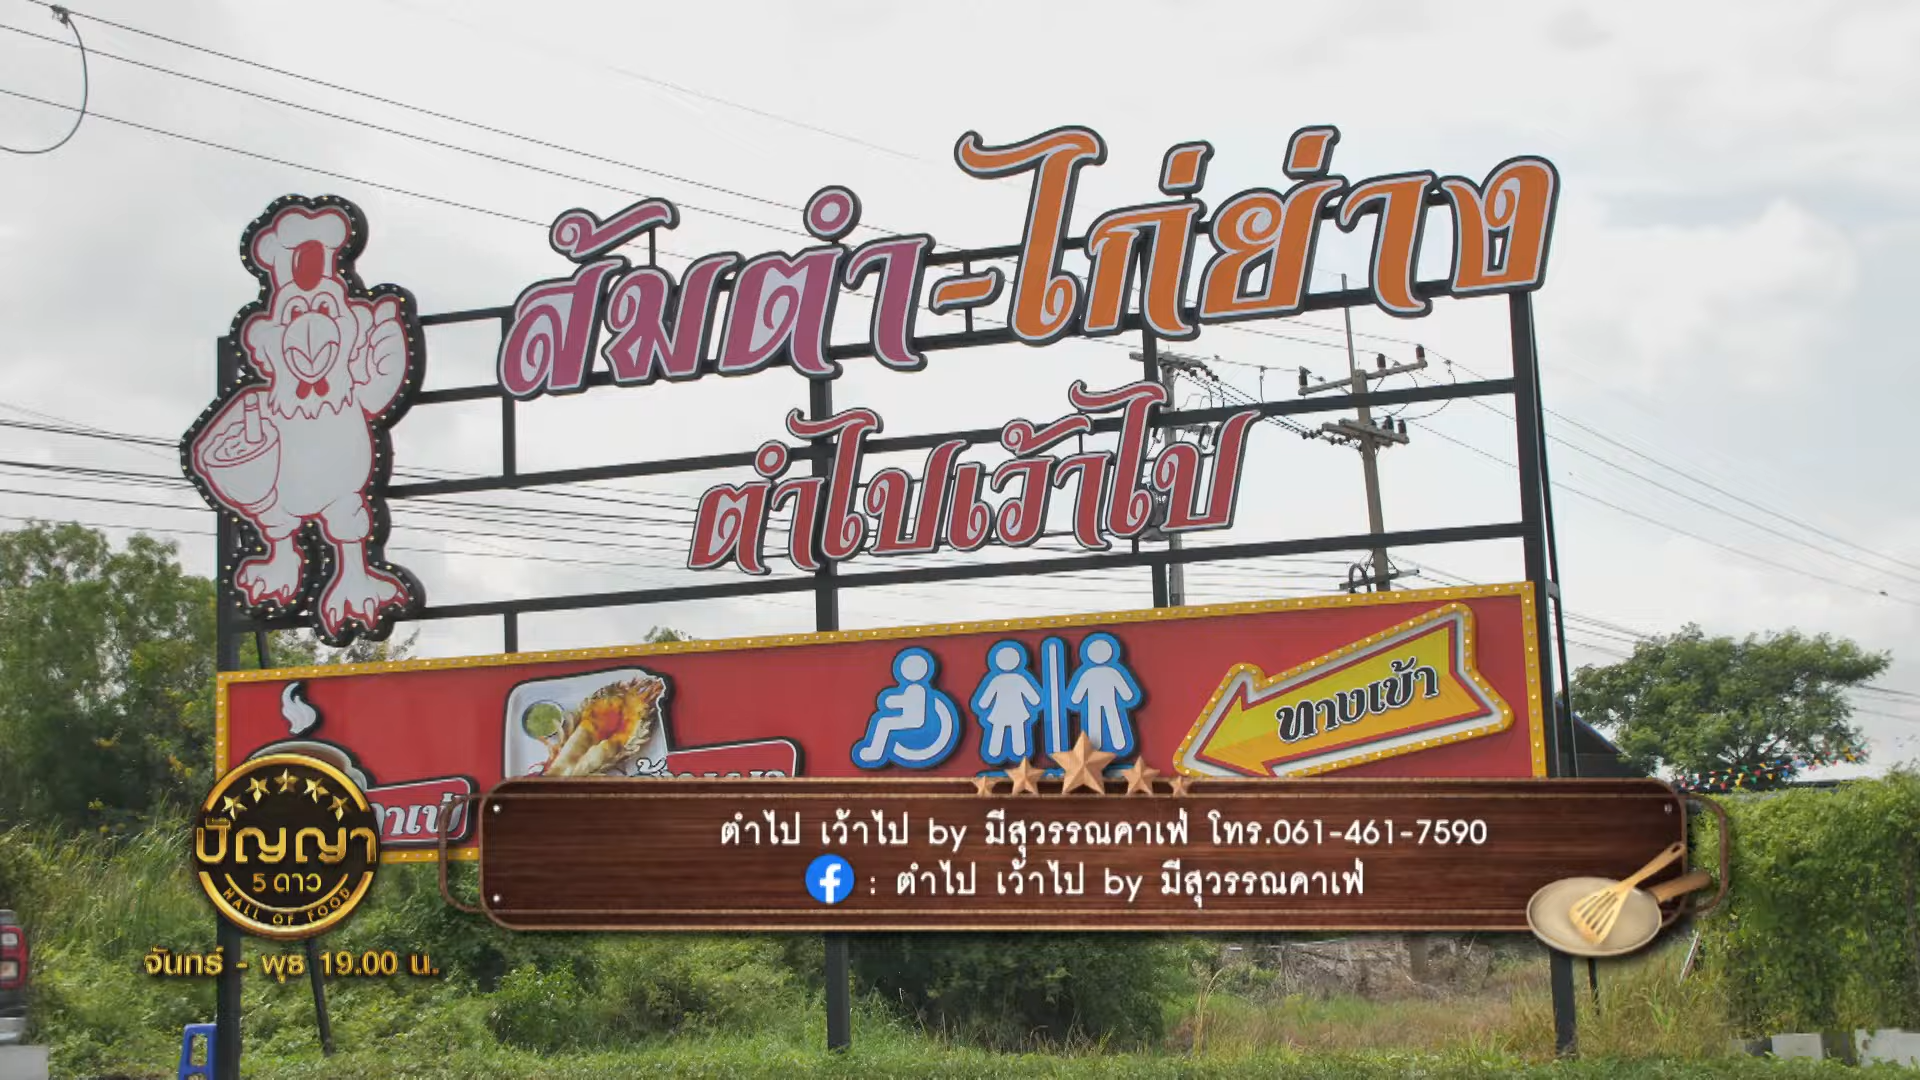 ส้มตำ-ไก่ย่าง
ตำไปเว้าไป
ทางเข้า
ตำไป เว้าไป by มีสุวรรณคาเฟ่ โทร.061-461-7590
: ตำไป เว้าไป by มีสุวรรณคาเฟ่
ปัญญา
5 ดาว
HALL OF FOOD
จันทร์ - พุธ 19.00 น.